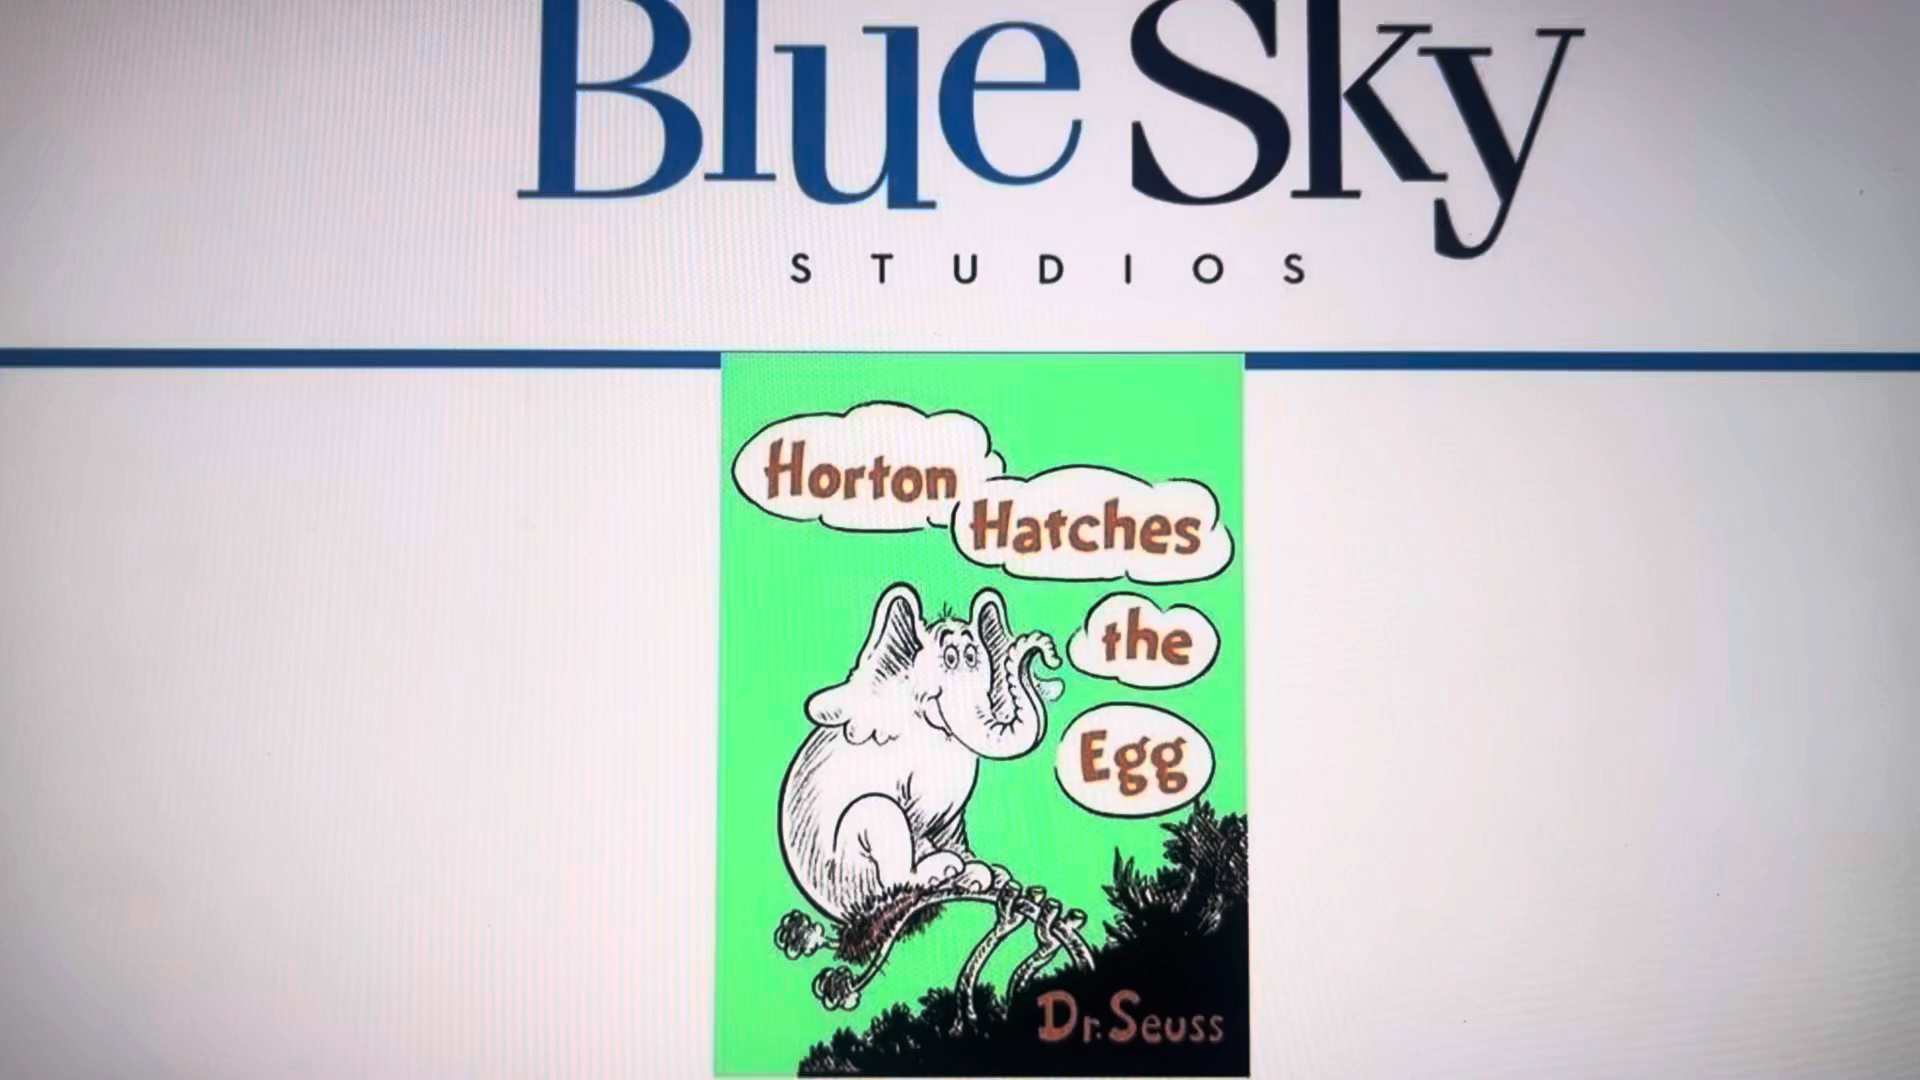 Blue Sky
STUDIOS
Horton
Hatches
the
Egg
Dr. Seuss